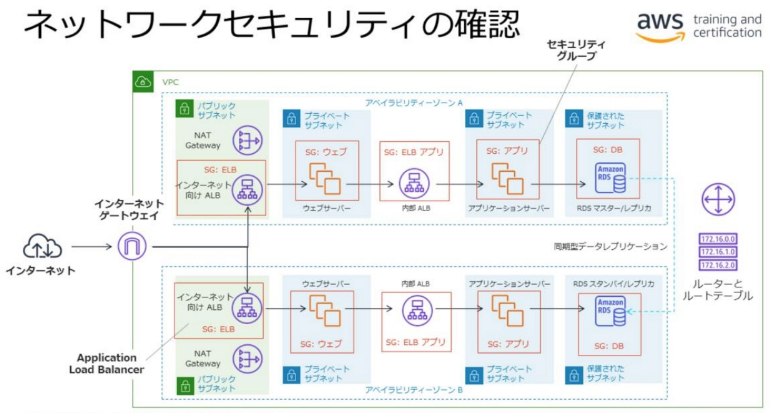 ネットワークセキュリティの確認
aws training and
certification
セキュリティ
グループ
VPC
アベイラビリティーゾーン A
パブリック
サブネット
プライベート
サブネット
プライベート
サブネット
保護された
サブネット
NAT
Gateway
SG: ELB
インターネット
向け ALB
SG: ウェブ
ウェブサーバー
SG: ELB アプリ
内部 ALB
SG: アプリ
アプリケーションサーバー
SG: DB
Amazon
RDS
RDS マスター/レプリカ
インターネット
ゲートウェイ
インターネット
同期型データレプリケーション
172.16.0.0
172.16.1.0
172.16.2.0
ルーターと
ルートテーブル
インターネット
向け ALB
SG: ELB
ウェブサーバー
SG: ウェブ
内部 ALB
SG: ELB アプリ
アプリケーションサーバー
SG: アプリ
RDS スタンバイ/レプリカ
Amazon
RDS
SG: DB
Application
Load Balancer
NAT
Gateway
パブリック
サブネット
プライベート
サブネット
プライベート
サブネット
保護された
サブネット
アベイラビリティーゾーン B